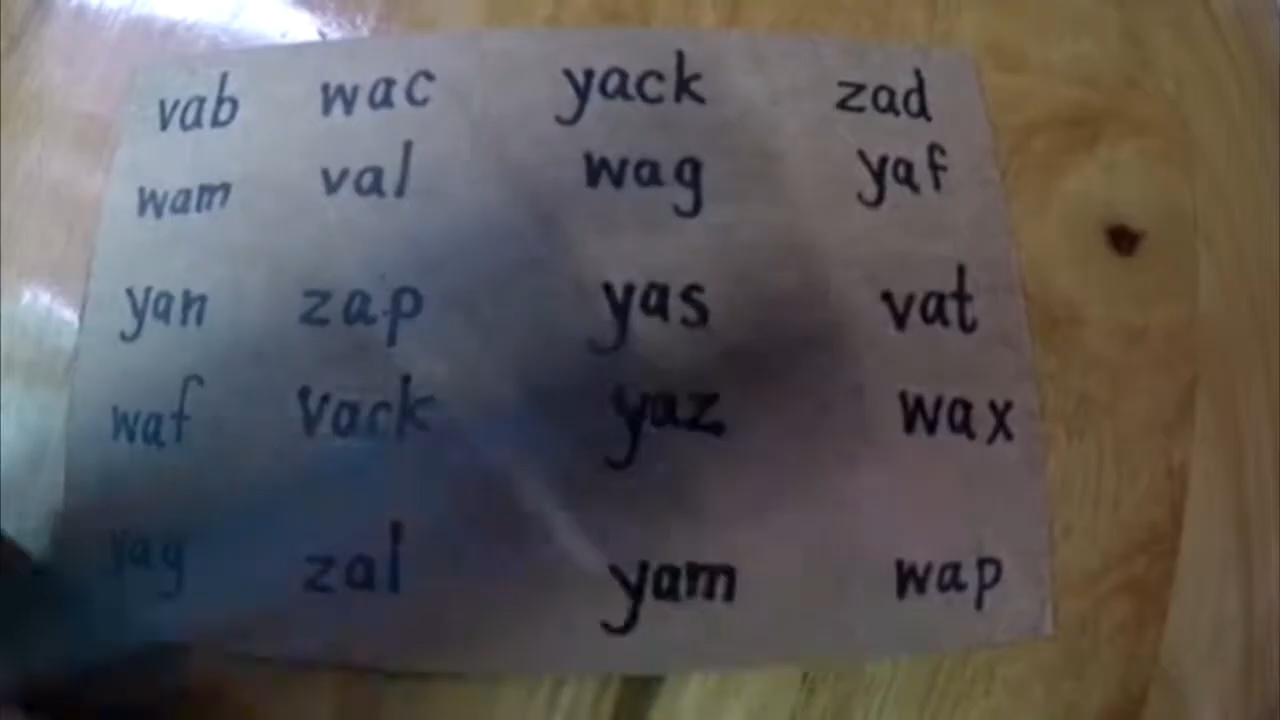 vab wac yack zad
wam val wag yaf
yan zap yas vat
waf vack yaz wax
yag zal yam wap